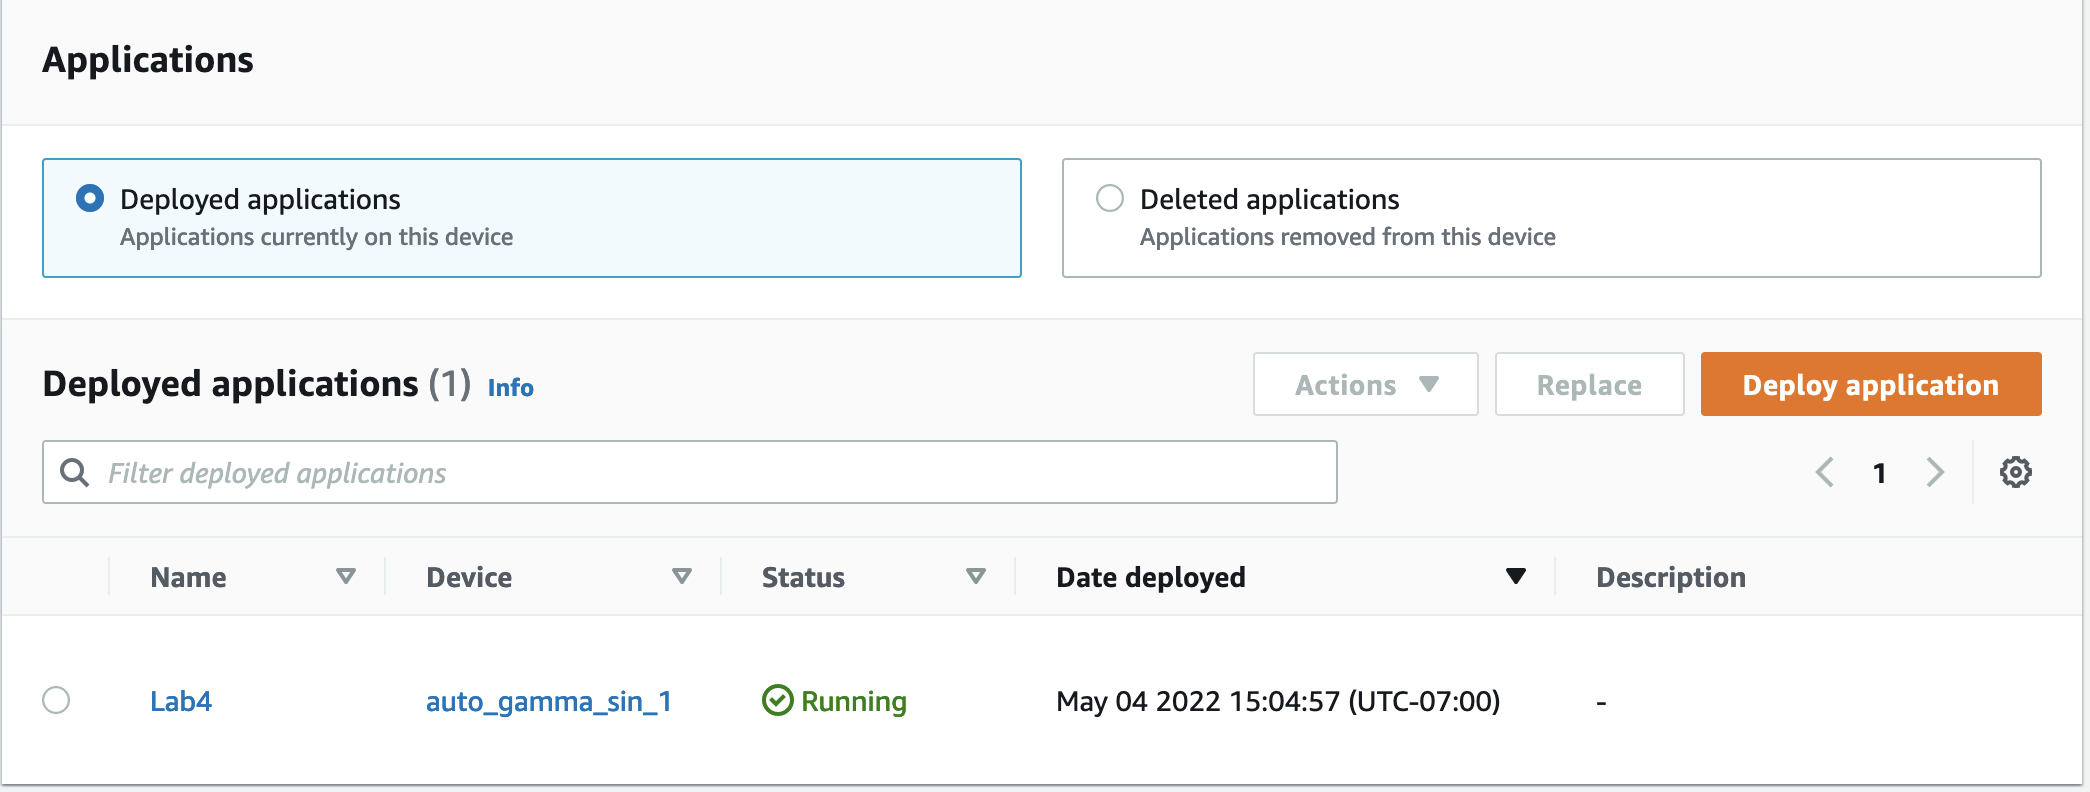 Applications
Deployed applications
Applications currently on this device
Deleted applications
Applications removed from this device
Deployed applications (1) Info
Actions
Replace
Deploy application
Filter deployed applications
1
Name Device Status Date deployed Description
Lab4 auto_gamma_sin_1 Running May 04 2022 15:04:57 (UTC-07:00) -